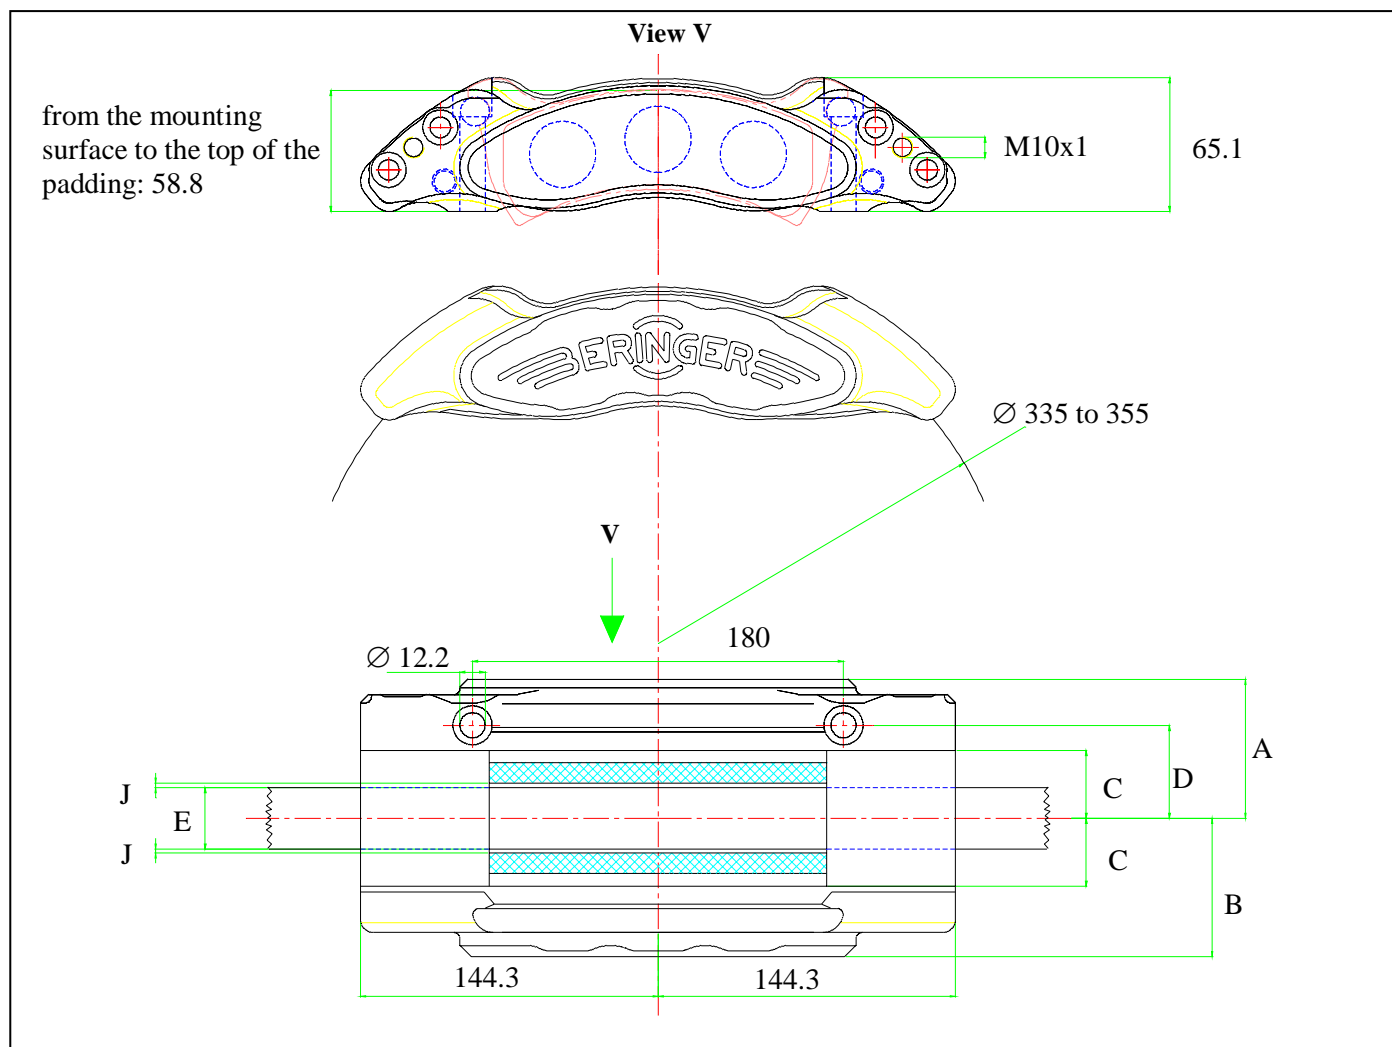 View V
from the mounting
surface to the top of the
padding: 58.8
M10x1
65.1
BERINGER
∅ 335 to 355
V
180
∅ 12.2
A
D
C
J
E
J
C
B
144.3
144.3